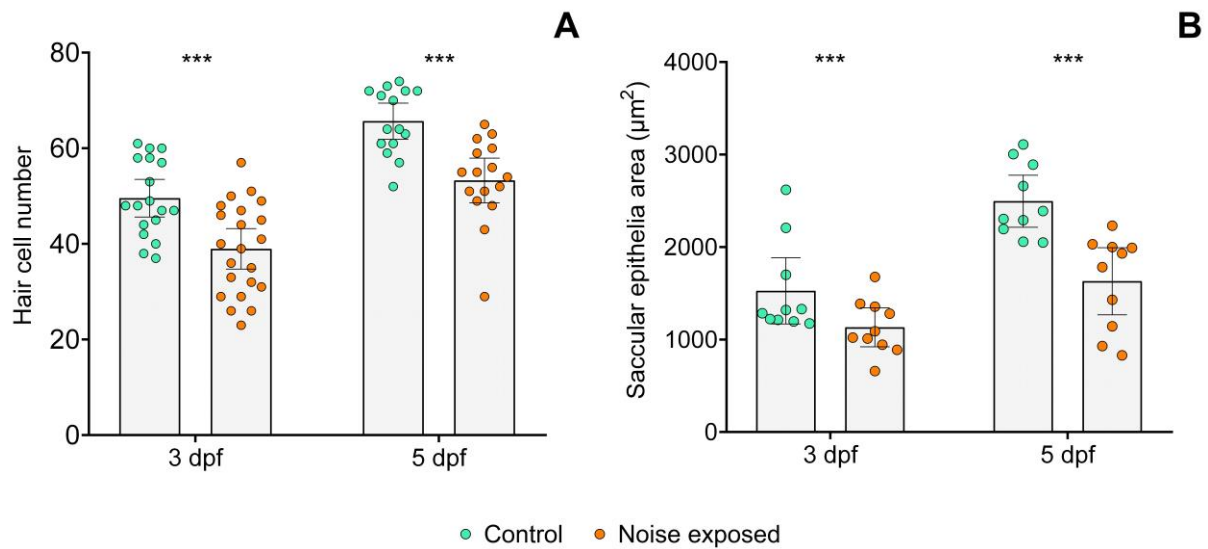 A
Hair cell number
80
60
40
20
0
***
***
3 dpf
5 dpf
B
Saccular epithelia area (µm²)
4000
3000
2000
1000
0
***
***
3 dpf
5 dpf
Control
Noise exposed